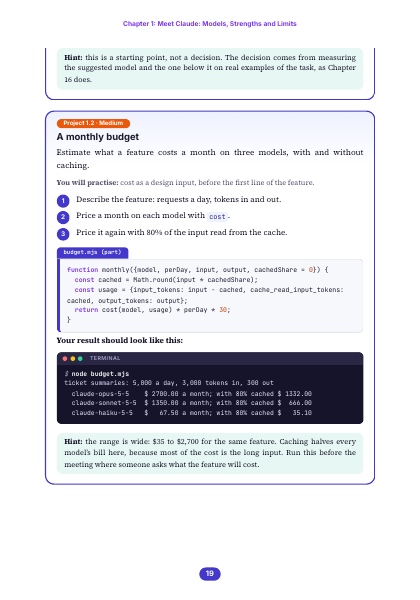 Chapter 1: Meet Claude: Models, Strengths and Limits
Hint: this is a starting point, not a decision. The decision comes from measuring
the suggested model and the one below it on real examples of the task, as Chapter
16 does.
Project 1.2 · Medium
A monthly budget
Estimate what a feature costs a month on three models, with and without
caching.
You will practise: cost as a design input, before the first line of the feature.
1 Describe the feature: requests a day, tokens in and out.
2 Price a month on each model with cost.
3 Price it again with 80% of the input read from the cache.
budget.mjs (part)
function monthly({model, perDay, input, output, cachedShare = 0}) {
const cached = Math.round(input * cachedShare);
const usage = {input_tokens: input - cached, cache_read_input_tokens:
cached, output_tokens: output};
return cost(model, usage) * perDay * 30;
}
Your result should look like this:
TERMINAL
$ node budget.mjs
ticket summaries: 5,000 a day, 3,000 tokens in, 300 out
claude-opus-5-5 $ 2700.00 a month; with 80% cached $ 1332.00
claude-sonnet-5-5 $ 1350.00 a month; with 80% cached $ 666.00
claude-haiku-5-5 $ 67.50 a month; with 80% cached $ 35.10
Hint: the range is wide: $35 to $2,700 for the same feature. Caching halves every
model's bill here, because most of the cost is the long input. Run this before the
meeting where someone asks what the feature will cost.
19